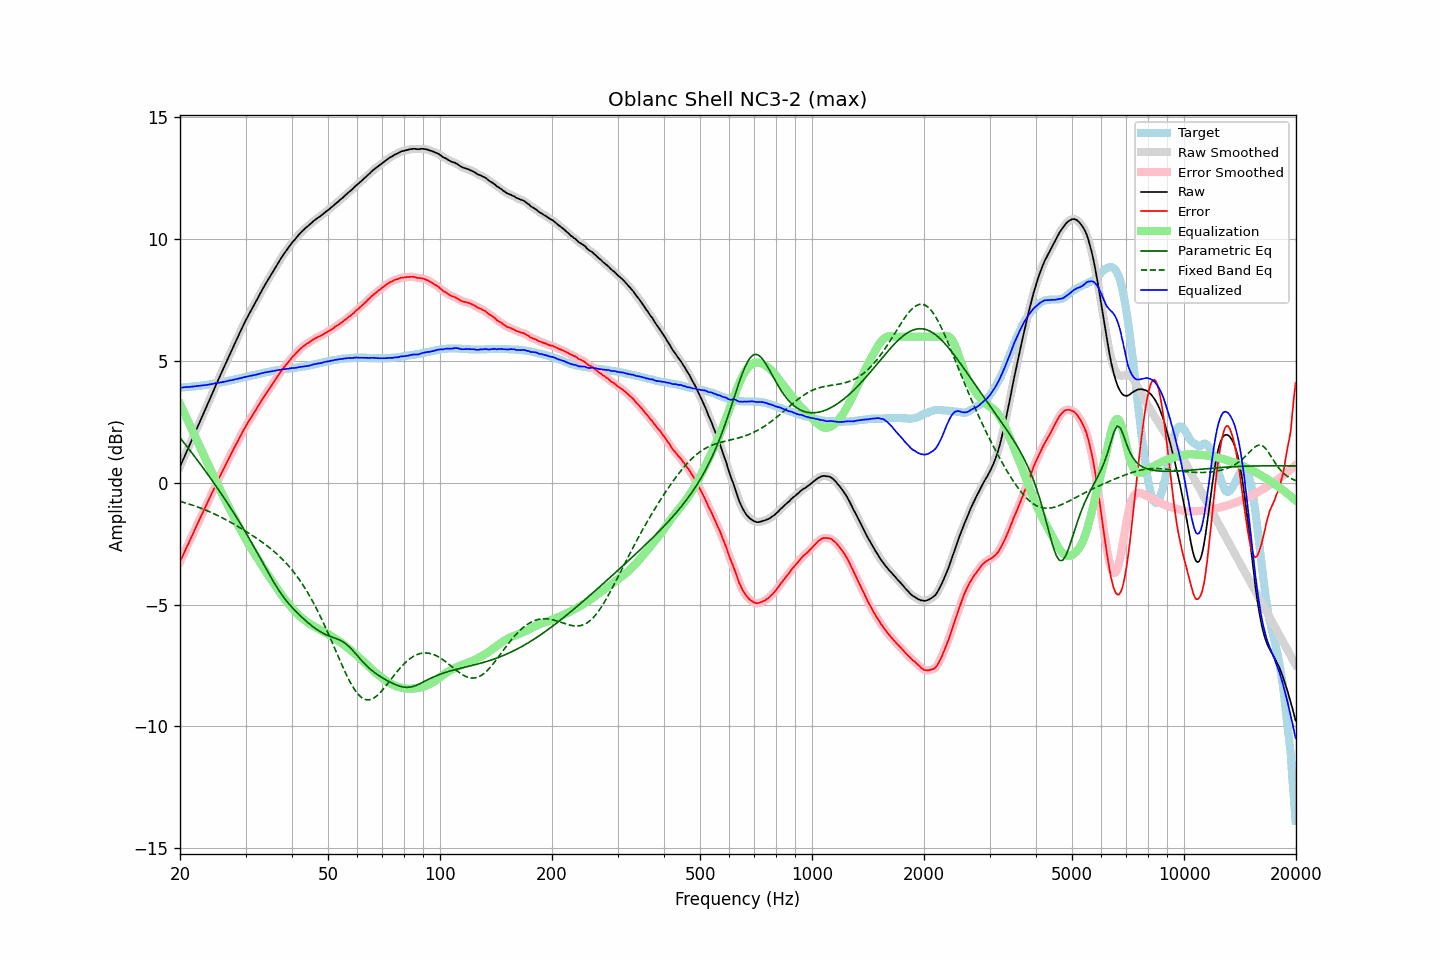 Oblanc Shell NC3-2 (max)
15
10
5
0
−5
−10
−15
Amplitude (dBr)
20
50
100
200
500
1000
2000
5000
10000
20000
Frequency (Hz)
Target
Raw Smoothed
Error Smoothed
Raw
Error
Equalization
Parametric Eq
Fixed Band Eq
Equalized